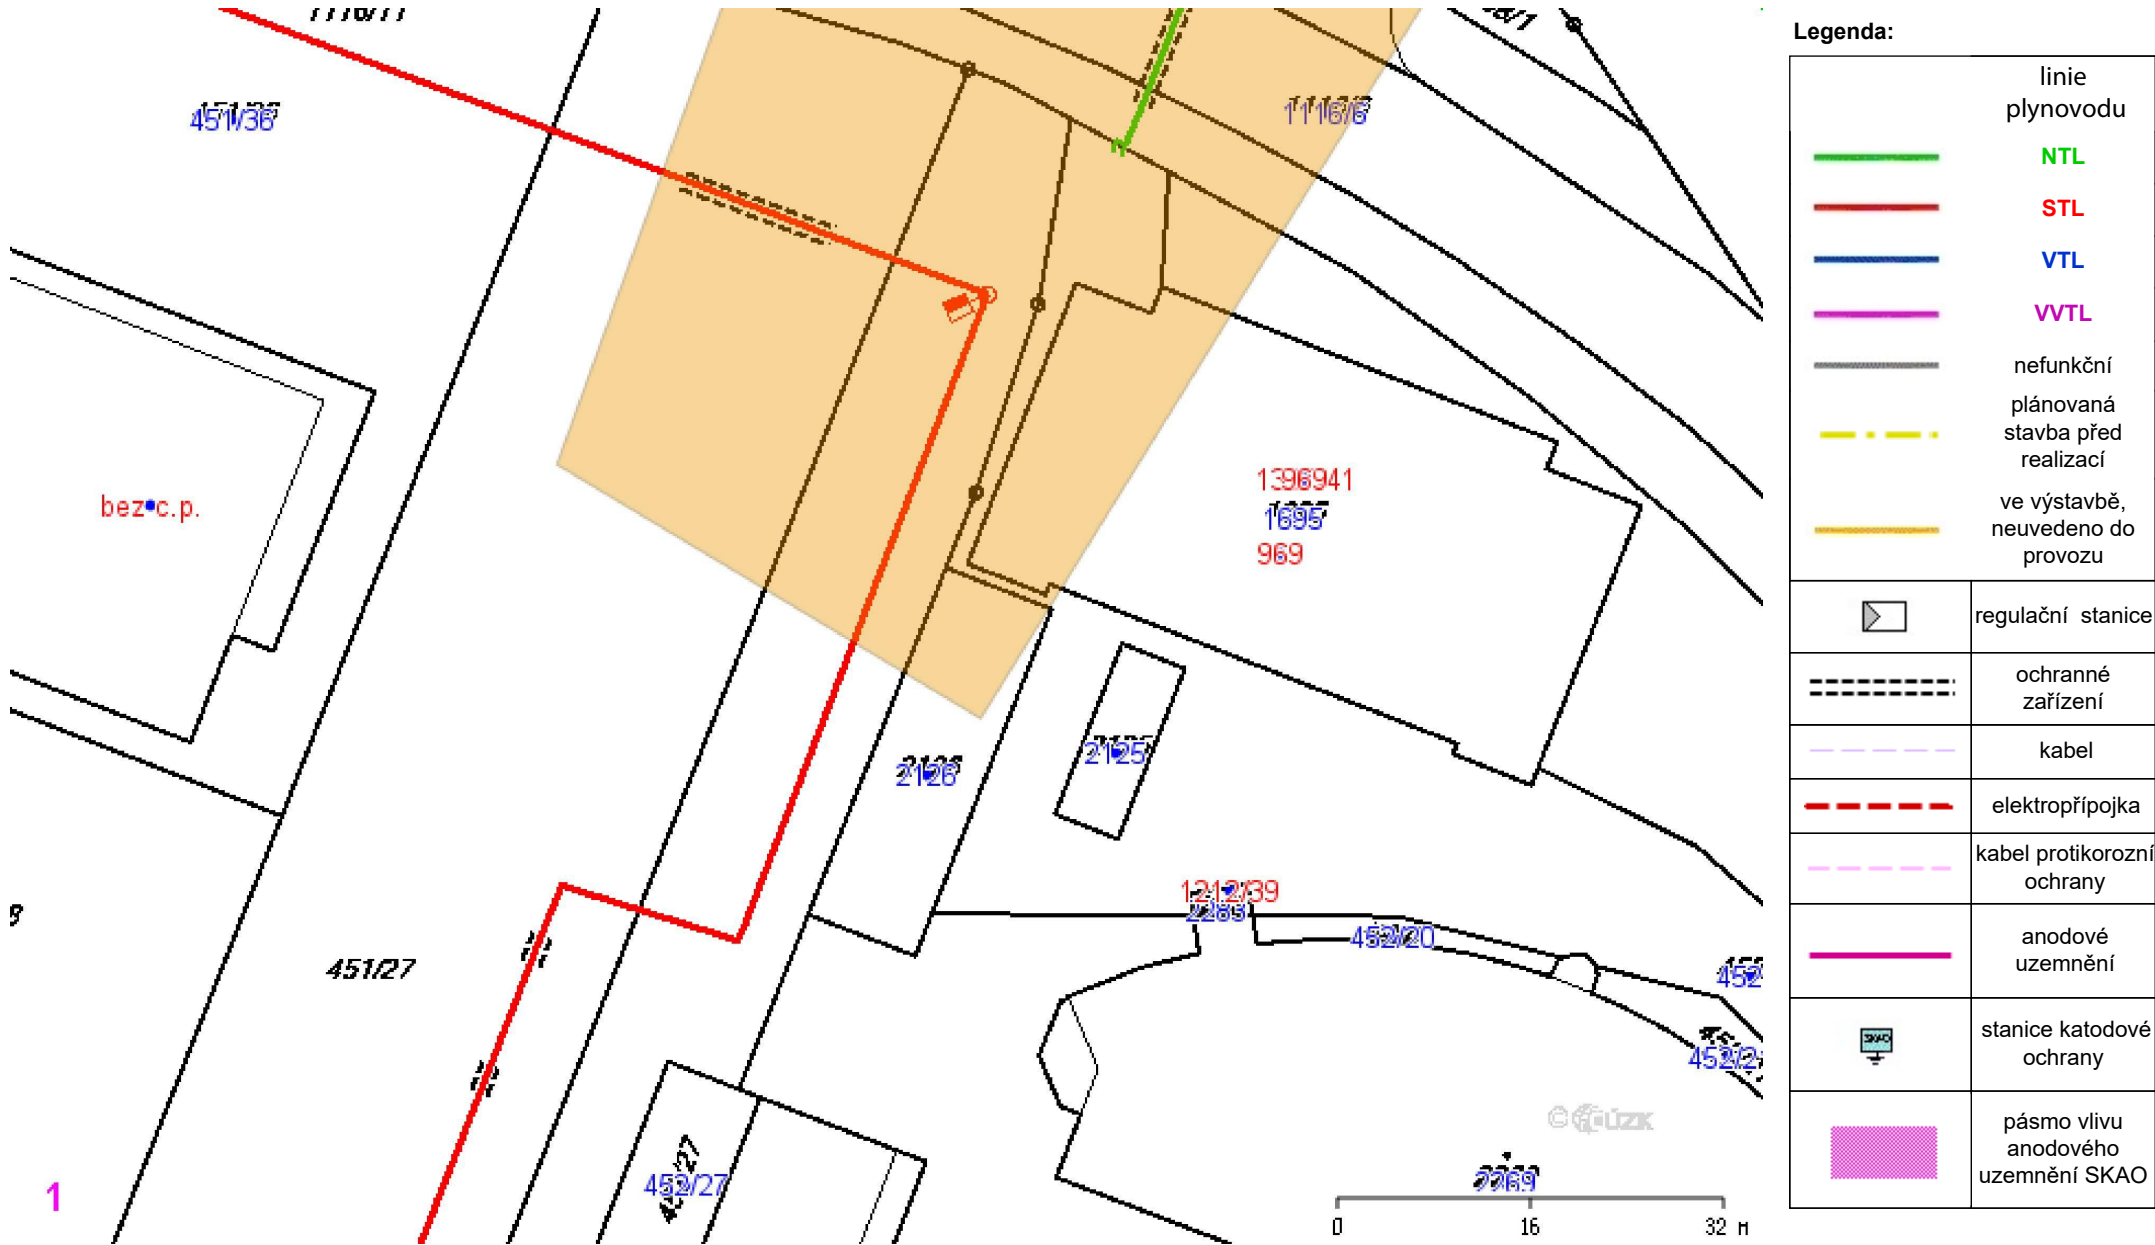 451/36
1116/6
bez c.p.
1695
969
2126
2125
1212/39
2283
452/20
451/27
452/27
2269
1
0 16 32 м
Legenda:
linie
plynovodu
NTL
STL
VTL
VVTL
nefunkční
plánovaná
stavba před
realizací
ve výstavbě,
neuvedeno do
provozu
regulační stanice
ochranné
zařízení
kabel
elektropřípojka
kabel protikorozní
ochrany
anodové
uzemnění
SKAO
stanice katodové
ochrany
pásmo vlivu
anodového
uzemnění SKAO